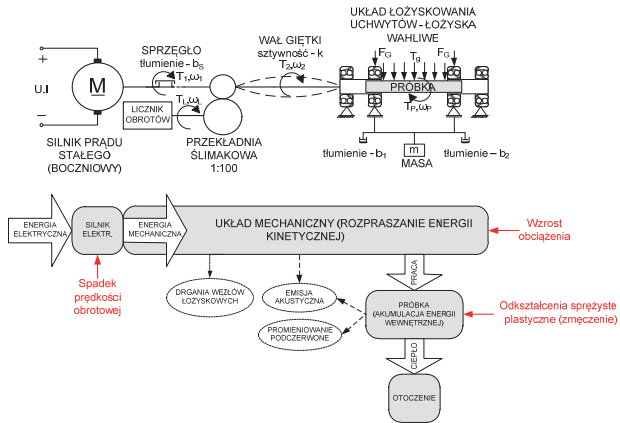 UKŁAD ŁOŻYSKOWANIA
UCHWYTÓW - ŁOŻYSKA
WAHLIWE
SPRZĘGŁO
tłumienie - bS
T1,ω1
WAŁ GIĘTKI
sztywność - k
T2,ω2
FG
Tg
FG
+
U.I
−
M
LICZNIK
OBROTÓW
TL,ωL
PRÓBKA
TP,ωP
SILNIK PRĄDU
STAŁEGO
(BOCZNIOWY)
PRZEKŁADNIA
ŚLIMAKOWA
1:100
tłumienie - b1
m
MASA
tłumienie – b2
ENERGIA
ELEKTRYCZNA
SILNIK
ELEKTR.
ENERGIA
MECHANICZNA
UKŁAD MECHANICZNY (ROZPRASZANIE ENERGII
KINETYCZNEJ)
Wzrost
obciążenia
Spadek
prędkości
obrotowej
DRGANIA WĘZŁÓW
ŁOŻYSKOWYCH
EMISJA
AKUSTYCZNA
PROMIENIOWANIE
PODCZERWONE
PRACA
PRÓBKA
(AKUMULACJA ENERGII
WEWNĘTRZNEJ)
Odkształcenia sprężyste
plastyczne (zmęczenie)
CIEPŁO
OTOCZENIE